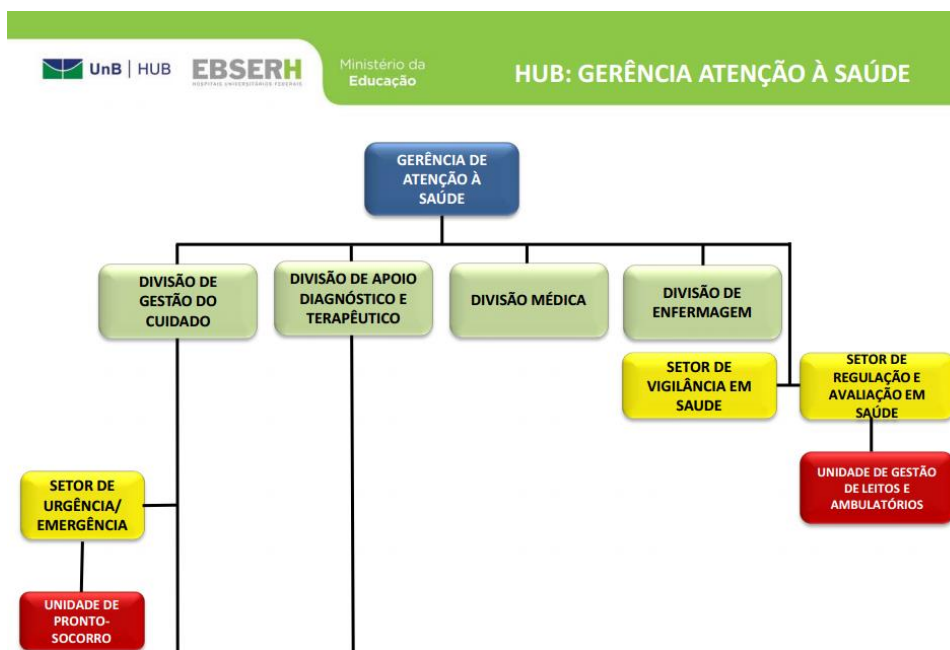 UnB | HUB
EBSERH
HOSPITAIS UNIVERSITÁRIOS FEDERAIS
Ministério da
Educação
HUB: GERÊNCIA ATENÇÃO À SAÚDE
GERÊNCIA DE
ATENÇÃO À
SAÚDE
DIVISÃO DE
GESTÃO DO
CUIDADO
DIVISÃO DE APOIO
DIAGNÓSTICO E
TERAPÊUTICO
DIVISÃO MÉDICA
DIVISÃO DE
ENFERMAGEM
SETOR DE
VIGILÂNCIA EM
SAUDE
SETOR DE
REGULAÇÃO E
AVALIAÇÃO EM
SAÚDE
UNIDADE DE GESTÃO
DE LEITOS E
AMBULATÓRIOS
SETOR DE
URGÊNCIA/
EMERGÊNCIA
UNIDADE DE
PRONTO-
SOCORRO